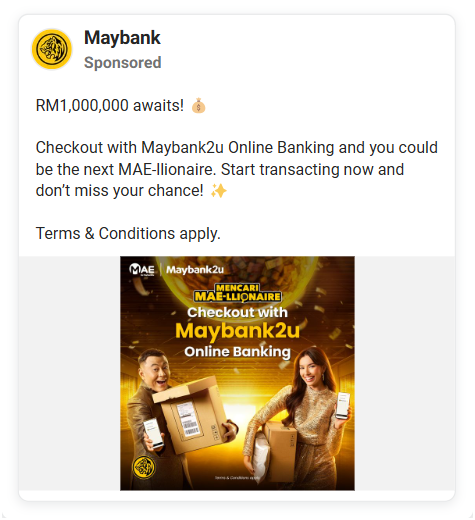 Maybank
Sponsored
RM1,000,000 awaits! 💰
Checkout with Maybank2u Online Banking and you could
be the next MAE-llionaire. Start transacting now and
don’t miss your chance! ✨
Terms & Conditions apply.
MAE
Maybank2u
MENCARI
MAE-LLIONAIRE
Checkout with
Maybank2u
Online Banking
Terms & Conditions apply.